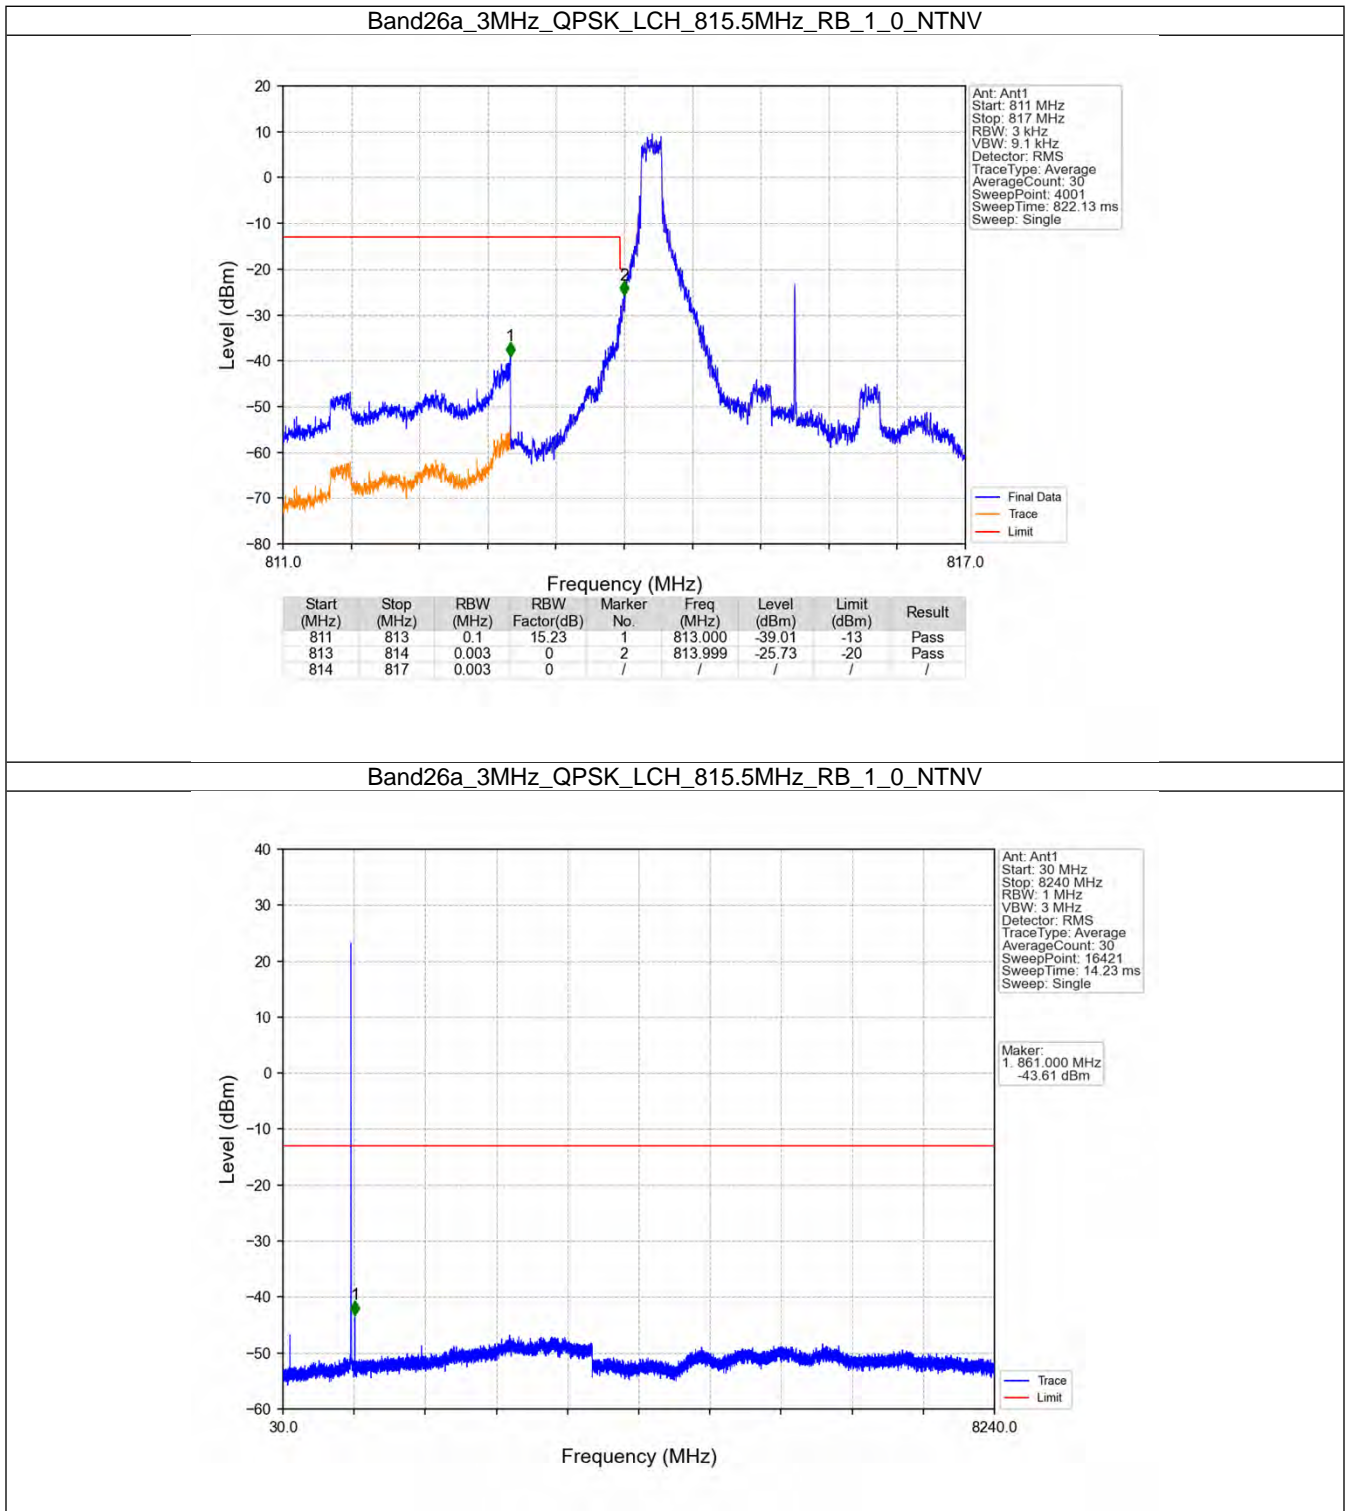 Band26a_3MHz_QPSK_LCH_815.5MHz_RB_1_0_NTNV
20
10
0
−10
−20
−30
−40
−50
−60
−70
−80
Level (dBm)
1
2
811.0
817.0
Frequency (MHz)
Ant: Ant1
Start: 811 MHz
Stop: 817 MHz
RBW: 3 kHz
VBW: 9.1 kHz
Detector: RMS
TraceType: Average
AverageCount: 30
SweepPoint: 4001
SweepTime: 822.13 ms
Sweep: Single
Final Data
Trace
Limit
Start (MHz) Stop (MHz) RBW (MHz) RBW Factor(dB) Marker No. Freq (MHz) Level (dBm) Limit (dBm) Result
811 813 0.1 15.23 1 813.000 -39.01 -13 Pass
813 814 0.003 0 2 813.999 -25.73 -20 Pass
814 817 0.003 0 / / / / /
Band26a_3MHz_QPSK_LCH_815.5MHz_RB_1_0_NTNV
40
30
20
10
0
−10
−20
−30
−40
−50
−60
Level (dBm)
1
30.0
8240.0
Frequency (MHz)
Ant: Ant1
Start: 30 MHz
Stop: 8240 MHz
RBW: 1 MHz
VBW: 3 MHz
Detector: RMS
TraceType: Average
AverageCount: 30
SweepPoint: 16421
SweepTime: 14.23 ms
Sweep: Single
Maker:
1. 861.000 MHz
-43.61 dBm
Trace
Limit